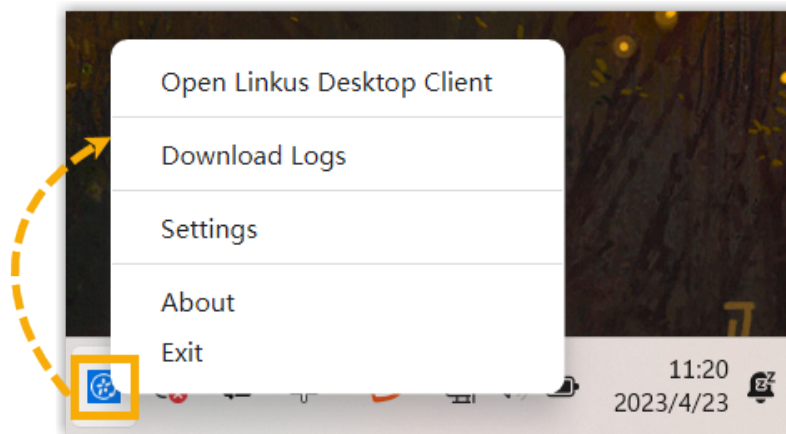 Open Linkus Desktop Client
Download Logs
Settings
About
Exit
11:20
2023/4/23